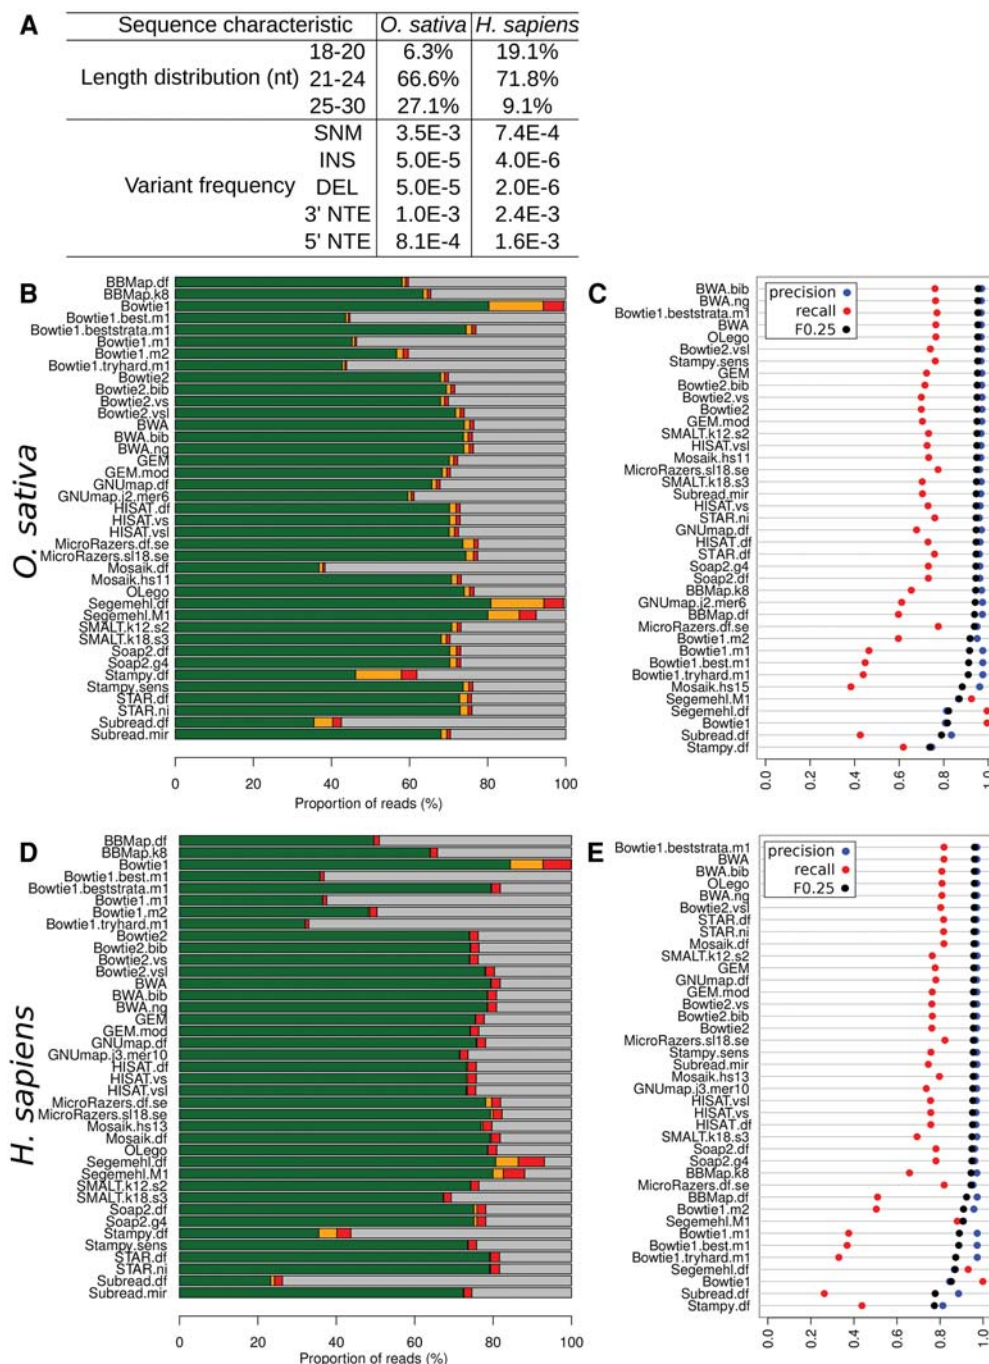 A
Sequence characteristic O. sativa H. sapiens
18-20 6.3% 19.1%
Length distribution (nt) 21-24 66.6% 71.8%
25-30 27.1% 9.1%
SNM 3.5E-3 7.4E-4
INS 5.0E-5 4.0E-6
Variant frequency DEL 5.0E-5 2.0E-6
3' NTE 1.0E-3 2.4E-3
5' NTE 8.1E-4 1.6E-3
B
O. sativa
BBMap.df
BBMap.k8
Bowtie1
Bowtie1.best.m1
Bowtie1.beststrata.m1
Bowtie1.m1
Bowtie1.m2
Bowtie1.tryhard.m1
Bowtie2
Bowtie2.bib
Bowtie2.vs
Bowtie2.vsl
BWA
BWA.bib
BWA.ng
GEM
GEM.mod
GNUmap.df
GNUmap.j2.mer6
HISAT.df
HISAT.vs
HISAT.vsl
MicroRazers.df.se
MicroRazers.sl18.se
Mosaik.df
Mosaik.hs11
OLego
Segemehl.df
Segemehl.M1
SMALT.k12.s2
SMALT.k18.s3
Soap2.df
Soap2.g4
Stampy.df
Stampy.sens
STAR.df
STAR.ni
Subread.df
Subread.mir
0 20 40 60 80 100
Proportion of reads (%)
C
precision
recall
F0.25
BWA.bib
BWA.ng
Bowtie1.beststrata.m1
BWA
OLego
Bowtie2.vsl
Stampy.sens
GEM
Bowtie2.bib
Bowtie2.vs
Bowtie2
GEM.mod
SMALT.k12.s2
HISAT.vsl
Mosaik.hs11
MicroRazers.sl18.se
SMALT.k18.s3
Subread.mir
HISAT.vs
STAR.ni
GNUmap.df
HISAT.df
STAR.df
Soap2.g4
Soap2.df
BBMap.k8
GNUmap.j2.mer6
BBMap.df
MicroRazers.df.se
Bowtie1.m2
Bowtie1.m1
Bowtie1.best.m1
Bowtie1.tryhard.m1
Mosaik.hs15
Segemehl.M1
Segemehl.df
Bowtie1
Subread.df
Stampy.df
0.0 0.2 0.4 0.6 0.8 1.0
D
H. sapiens
BBMap.df
BBMap.k8
Bowtie1
Bowtie1.best.m1
Bowtie1.beststrata.m1
Bowtie1.m1
Bowtie1.m2
Bowtie1.tryhard.m1
Bowtie2
Bowtie2.bib
Bowtie2.vs
Bowtie2.vsl
BWA
BWA.bib
BWA.ng
GEM
GEM.mod
GNUmap.df
GNUmap.j3.mer10
HISAT.df
HISAT.vs
HISAT.vsl
MicroRazers.df.se
MicroRazers.sl18.se
Mosaik.hs13
Mosaik.df
OLego
Segemehl.df
Segemehl.M1
SMALT.k12.s2
SMALT.k18.s3
Soap2.df
Soap2.g4
Stampy.df
Stampy.sens
STAR.df
STAR.ni
Subread.df
Subread.mir
0 20 40 60 80 100
Proportion of reads (%)
E
precision
recall
F0.25
Bowtie1.beststrata.m1
BWA
BWA.bib
OLego
BWA.ng
Bowtie2.vsl
STAR.df
STAR.ni
Mosaik.df
SMALT.k12.s2
GEM
GNUmap.df
GEM.mod
Bowtie2.vs
Bowtie2.bib
Bowtie2
MicroRazers.sl18.se
Stampy.sens
Subread.mir
Mosaik.hs13
GNUmap.j3.mer10
HISAT.vsl
HISAT.vs
HISAT.df
SMALT.k18.s3
Soap2.df
Soap2.g4
BBMap.k8
MicroRazers.df.se
BBMap.df
Bowtie1.m2
Segemehl.M1
Bowtie1.m1
Bowtie1.best.m1
Bowtie1.tryhard.m1
Segemehl.df
Bowtie1
Subread.df
Stampy.df
0.0 0.2 0.4 0.6 0.8 1.0